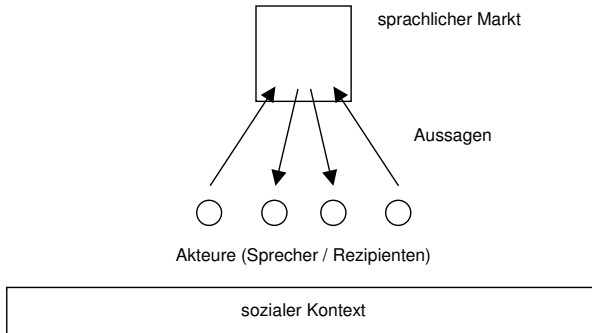 sprachlicher Markt
Aussagen
Akteure (Sprecher / Rezipienten)
sozialer Kontext